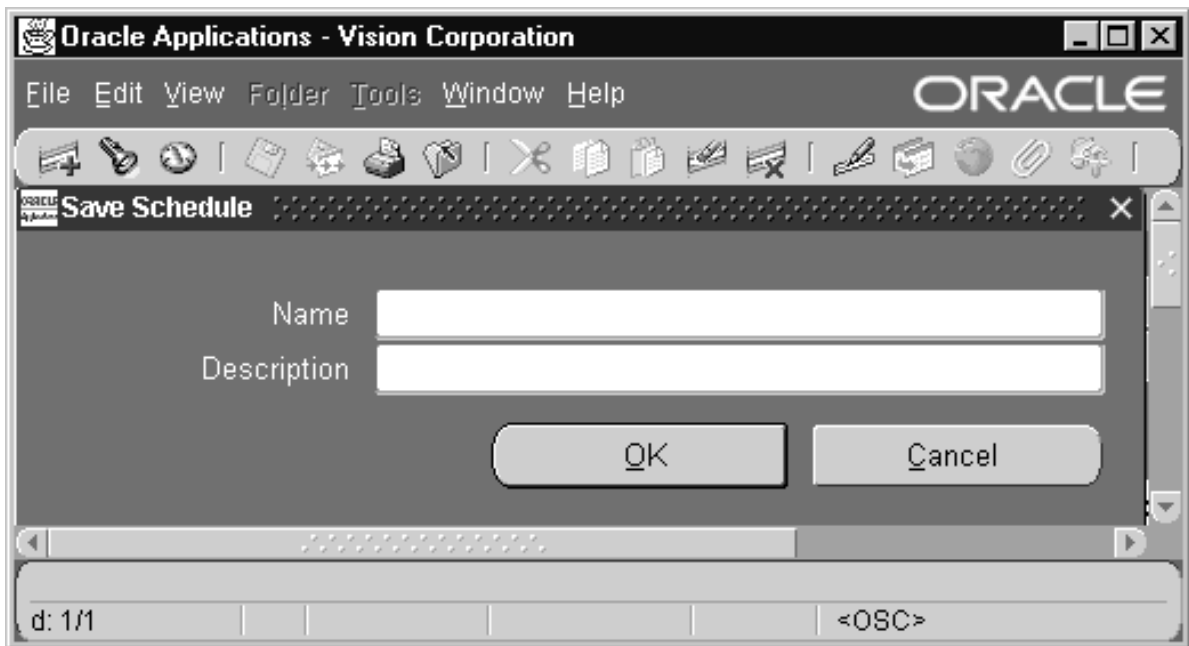 Oracle Applications - Vision Corporation
File Edit View Folder Tools Window Help ORACLE
Save Schedule
Name
Description
OK Cancel
d: 1/1 <OSC>